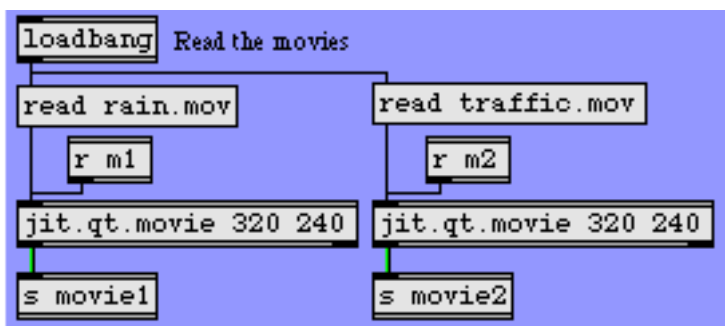 loadbang Read the movies
read rain.mov read traffic.mov
r m1 r m2
jit.qt.movie 320 240 jit.qt.movie 320 240
s movie1 s movie2